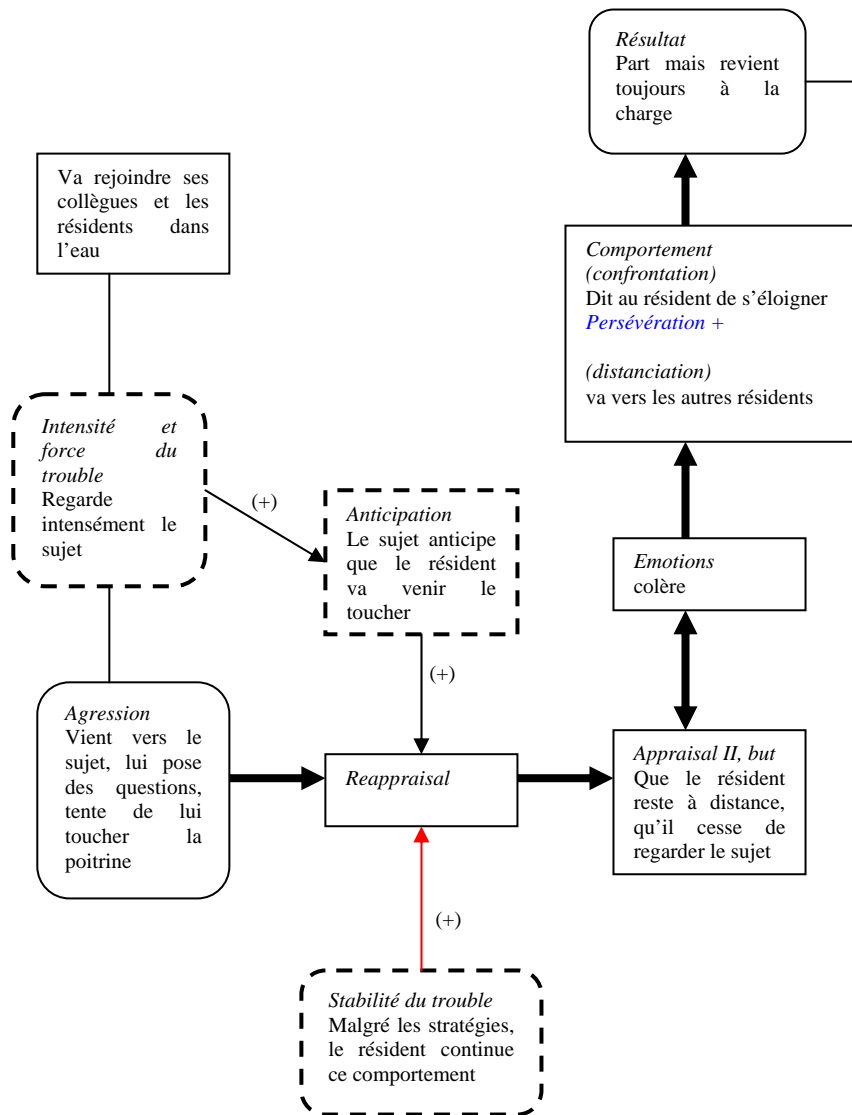 Résultat
Part mais revient
toujours à la
charge
Va rejoindre ses
collègues et les
résidents dans
l’eau
Comportement
(confrontation)
Dit au résident de s’éloigner
Persévération +
(distanciation)
va vers les autres résidents
Intensité et
force du
trouble
Regarde
intensément le
sujet
(+)
Anticipation
Le sujet anticipe
que le résident
va venir le
toucher
Emotions
colère
(+)
Agression
Vient vers le
sujet, lui pose
des questions,
tente de lui
toucher la
poitrine
Reappraisal
Appraisal II, but
Que le résident
reste à distance,
qu’il cesse de
regarder le sujet
(+)
Stabilité du trouble
Malgré les stratégies,
le résident continue
ce comportement